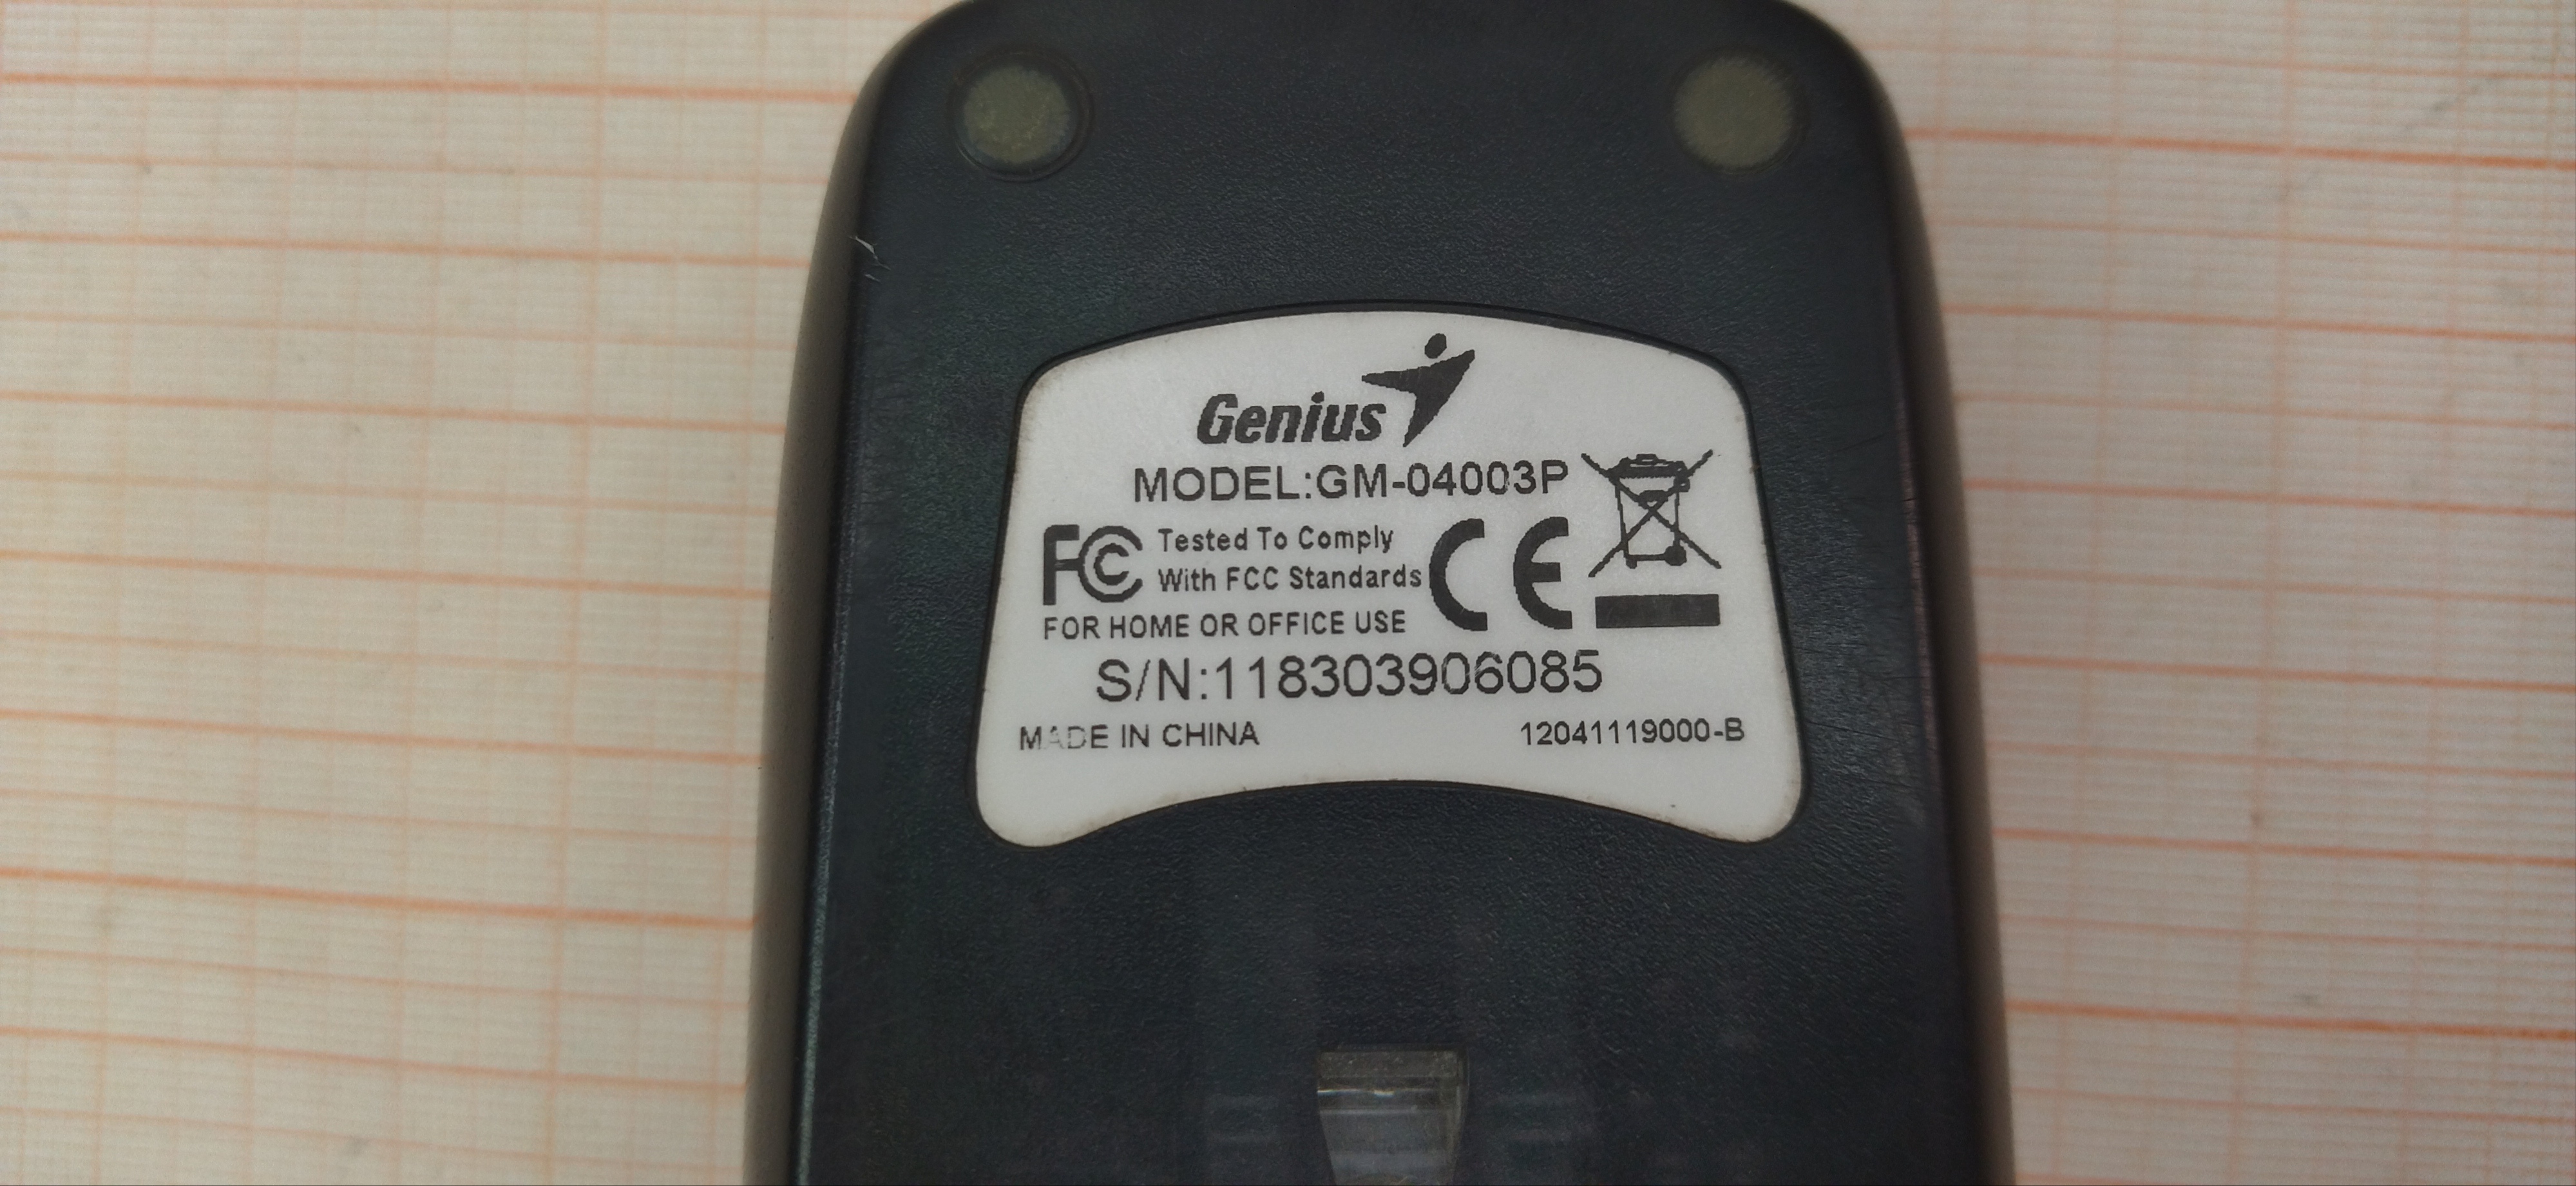 Genius
MODEL:GM-04003P
FC Tested To Comply
With FCC Standards
CE
FOR HOME OR OFFICE USE
S/N:118303906085
MADE IN CHINA 12041119000-B